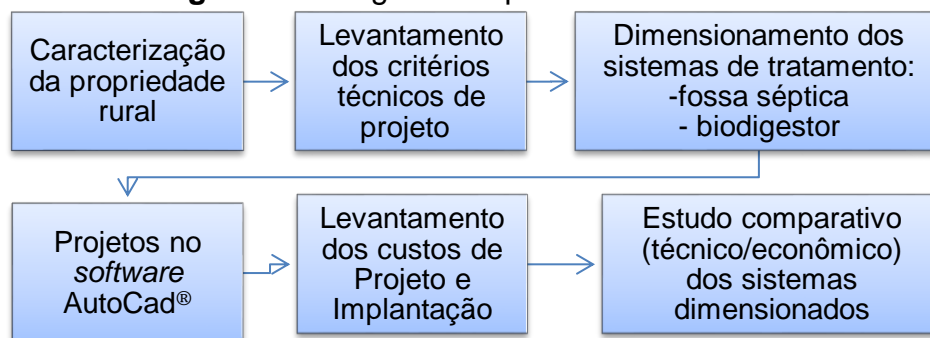 Caracterização
da propriedade
rural
Levantamento
dos critérios
técnicos de
projeto
Dimensionamento dos
sistemas de tratamento:
-fossa séptica
- biodigestor
Projetos no
software
AutoCad®
Levantamento
dos custos de
Projeto e
Implantação
Estudo comparativo
(técnico/econômico)
dos sistemas
dimensionados